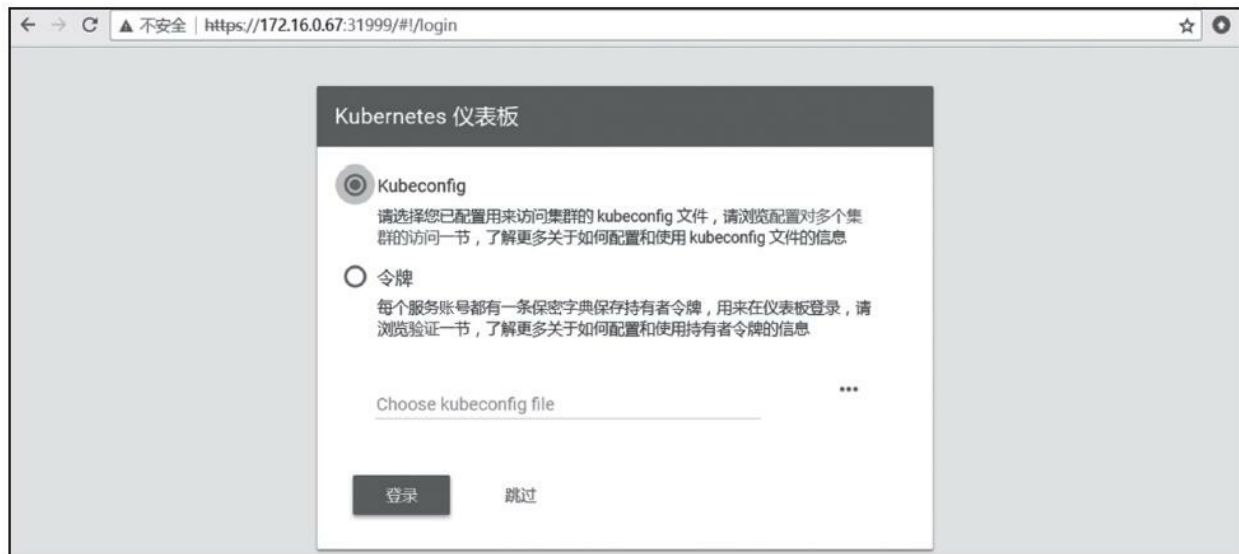 不安全 | https://172.16.0.67:31999/#!/login
Kubernetes 仪表板
Kubeconfig
请选择您已配置用来访问集群的 kubeconfig 文件，请浏览配置对多个集
群的访问一节，了解更多关于如何配置和使用 kubeconfig 文件的信息
令牌
每个服务账号都有一条保密字典保存持有者令牌，用来在仪表板登录，请
浏览验证一节，了解更多关于如何配置和使用持有者令牌的信息
Choose kubeconfig file
登录 跳过